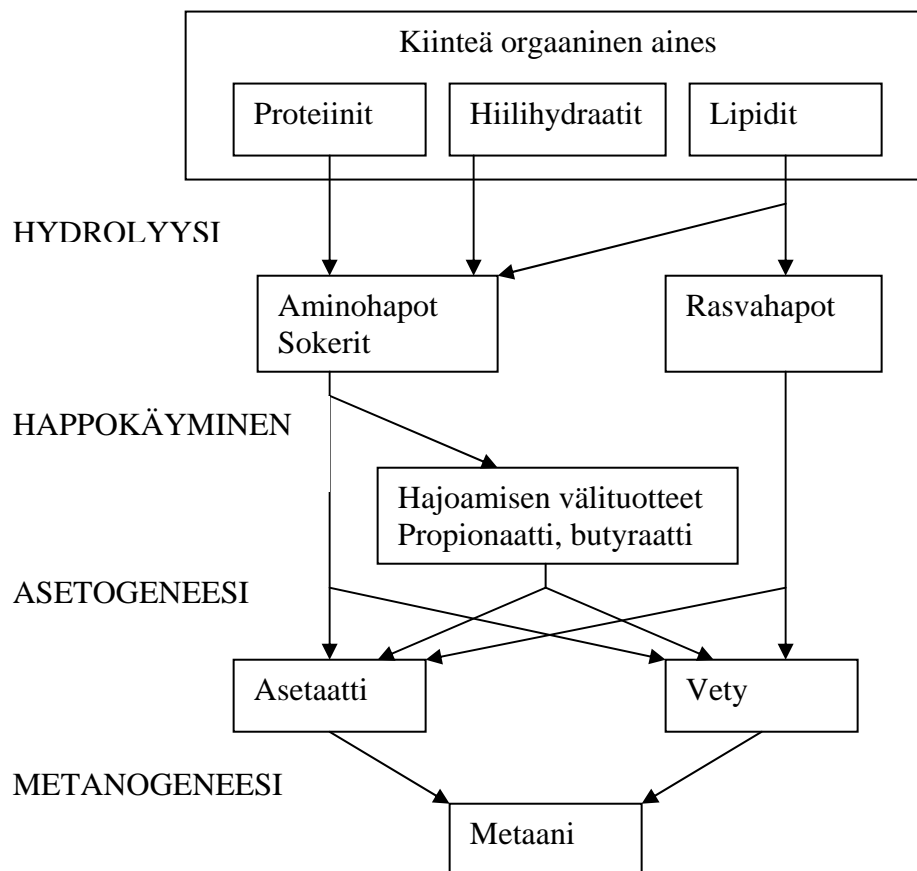 Kiinteä orgaaninen aines
Proteiinit
Hiilihydraatit
Lipidit
HYDROLYYSI
Aminohapot
Sokerit
Rasvahapot
HAPPOKÄYMINEN
Hajoamisen välituotteet
Propionaatti, butyraatti
ASETOGENEESI
Asetaatti
Vety
METANOGENEESI
Metaani